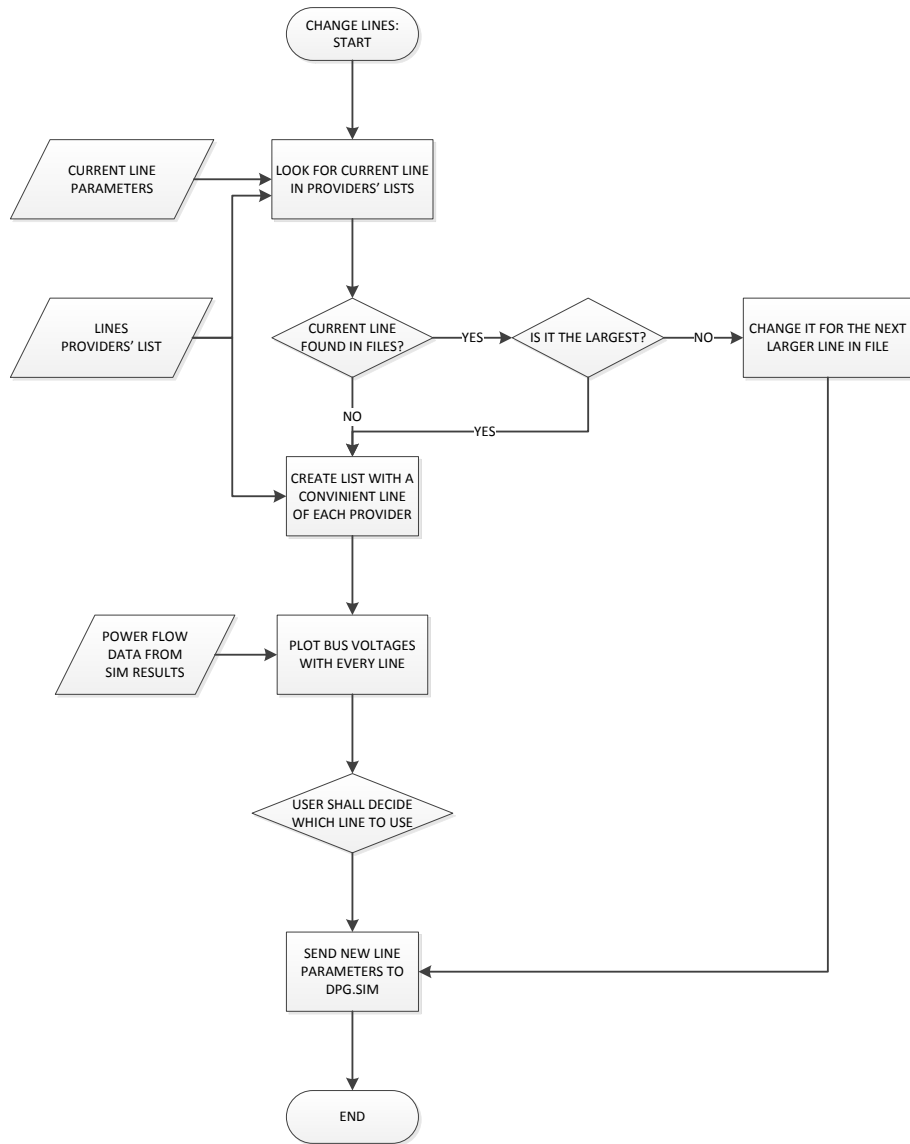 CHANGE LINES:
START
CURRENT LINE
PARAMETERS
LOOK FOR CURRENT LINE
IN PROVIDERS’ LISTS
LINES
PROVIDERS’ LIST
CURRENT LINE
FOUND IN FILES?
YES
IS IT THE LARGEST?
NO
CHANGE IT FOR THE NEXT
LARGER LINE IN FILE
NO
YES
CREATE LIST WITH A
CONVINIENT LINE
OF EACH PROVIDER
POWER FLOW
DATA FROM
SIM RESULTS
PLOT BUS VOLTAGES
WITH EVERY LINE
USER SHALL DECIDE
WHICH LINE TO USE
SEND NEW LINE
PARAMETERS TO
DPG.SIM
END